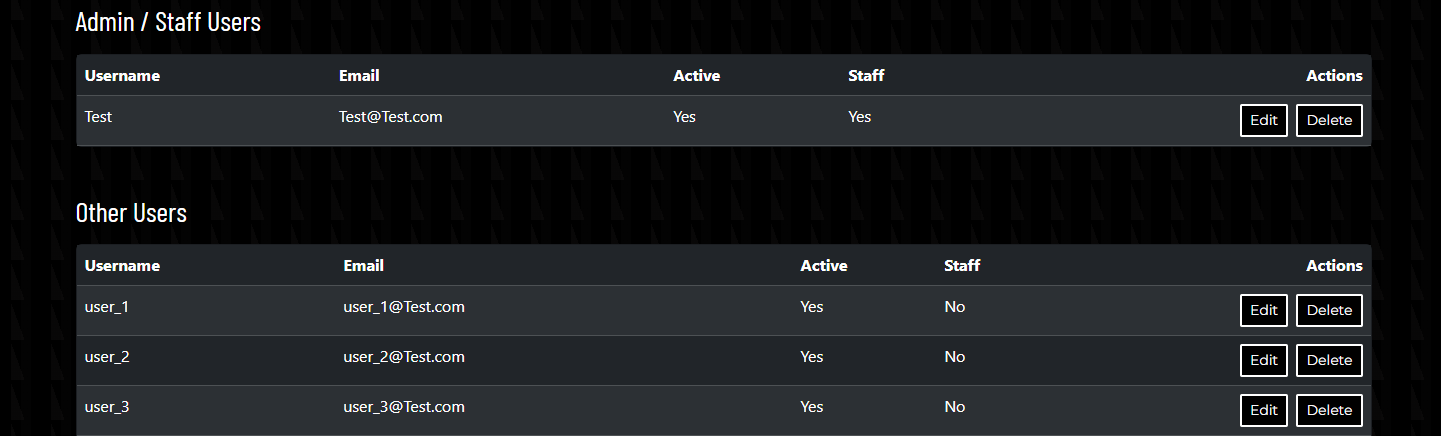 Admin / Staff Users
Username Email Active Staff Actions
Test Test@Test.com Yes Yes Edit Delete
Other Users
Username Email Active Staff Actions
user_1 user_1@Test.com Yes No Edit Delete
user_2 user_2@Test.com Yes No Edit Delete
user_3 user_3@Test.com Yes No Edit Delete